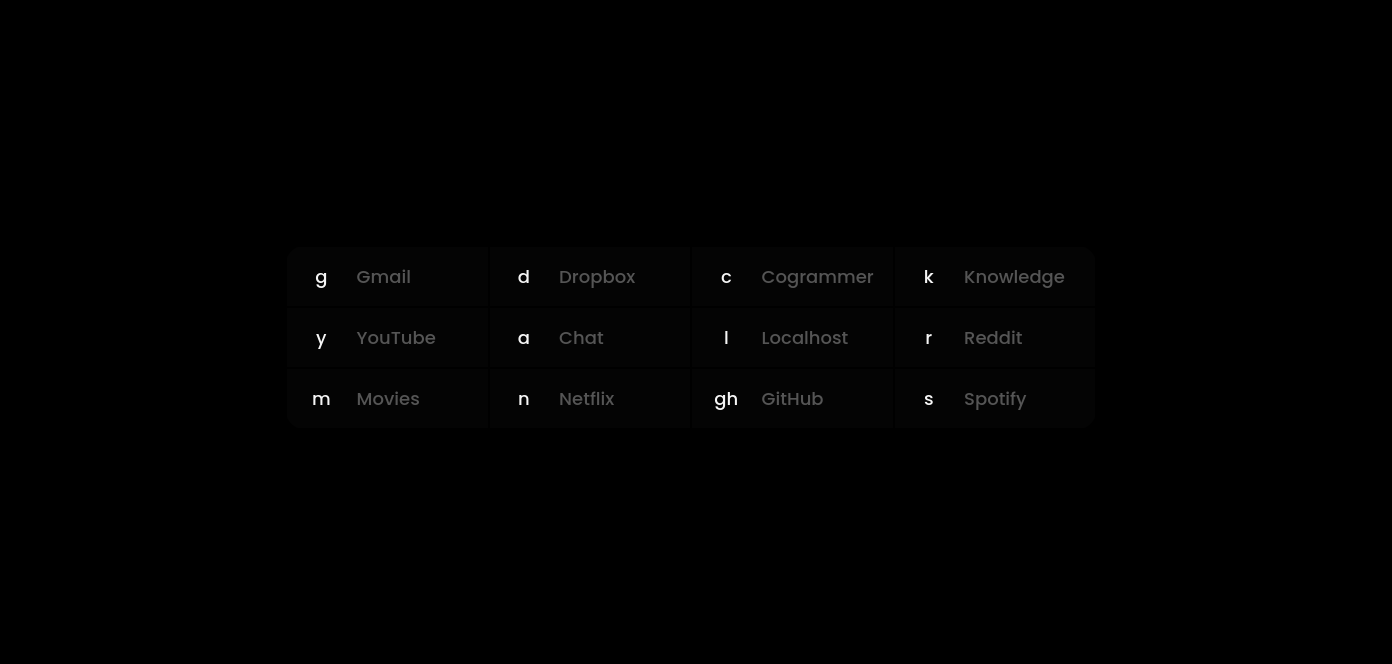 g Gmail d Dropbox c Cogrammer k Knowledge
y YouTube a Chat l Localhost r Reddit
m Movies n Netflix gh GitHub s Spotify